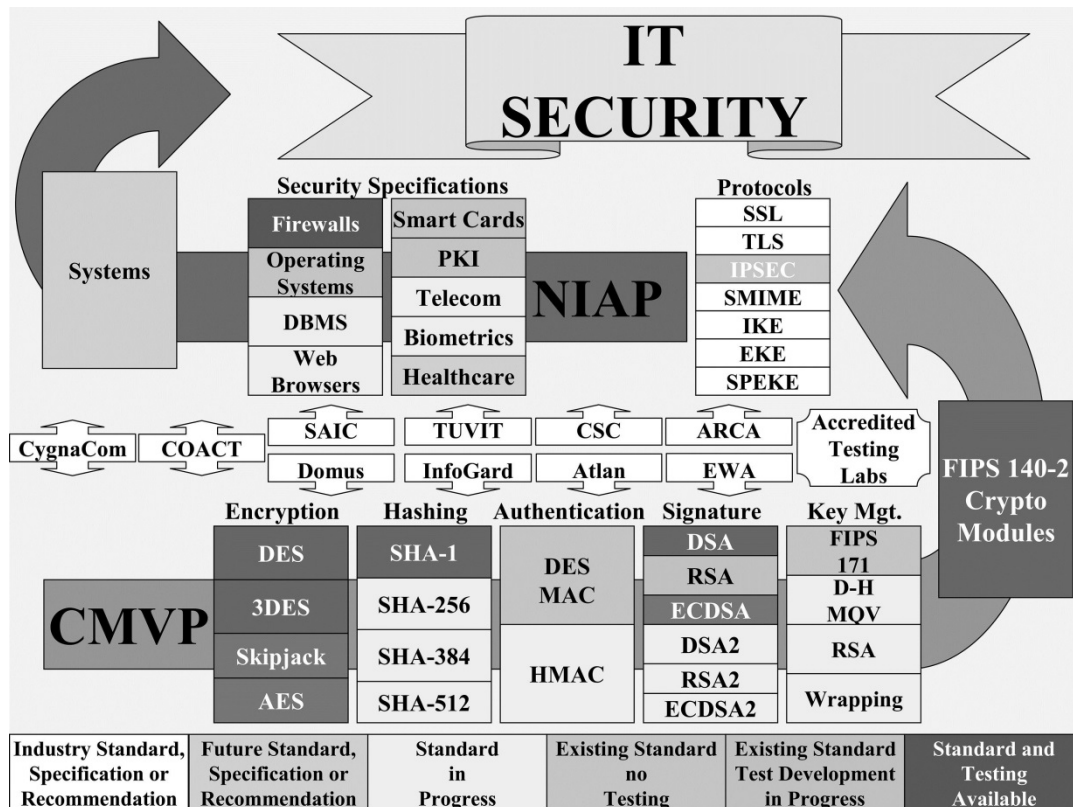 IT
SECURITY
Security Specifications
Protocols
Systems
Firewalls
Operating
Systems
DBMS
Web
Browsers
Smart Cards
PKI
Telecom
Biometrics
Healthcare
NIAP
SSL
TLS
IPSEC
SMIME
IKE
EKE
SPEKE
CygnaCom
COACT
SAIC
TUVIT
CSC
ARCA
Domus
InfoGard
Atlan
EWA
Accredited
Testing
Labs
FIPS 140-2
Crypto
Modules
CMVP
Encryption
DES
3DES
Skipjack
AES
Hashing
SHA-1
SHA-256
SHA-384
SHA-512
Authentication
DES
MAC
HMAC
Signature
DSA
RSA
ECDSA
DSA2
RSA2
ECDSA2
Key Mgt.
FIPS
171
D-H
MQV
RSA
Wrapping
Industry Standard,
Specification or
Recommendation
Future Standard,
Specification or
Recommendation
Standard
in
Progress
Existing Standard
no
Testing
Existing Standard
Test Development
in Progress
Standard and
Testing
Available